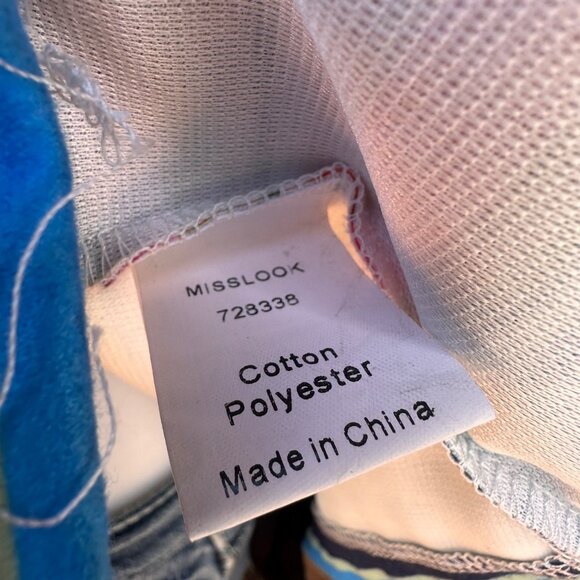 MISSLOOK
728338
Cotton
Polyester
Made in China